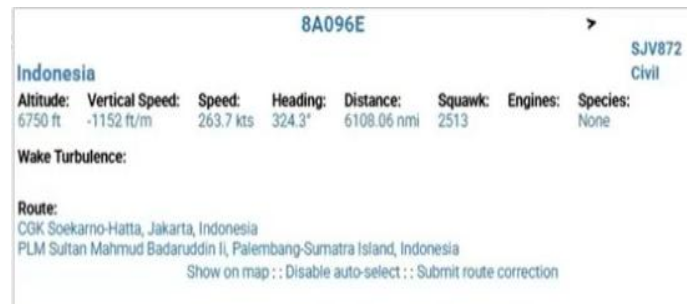 8A096E
SJV872
Indonesia
Civil
Altitude: Vertical Speed: Speed: Heading: Distance: Squawk: Engines: Species:
6750 ft -1152 ft/m 263.7 kts 324.3° 6108.06 nmi 2513 None
Wake Turbulence:
Route:
CGK Soekarno-Hatta, Jakarta, Indonesia
PLM Sultan Mahmud Badaruddin Ii, Palembang-Sumatra Island, Indonesia
Show on map : : Disable auto-select : : Submit route correction